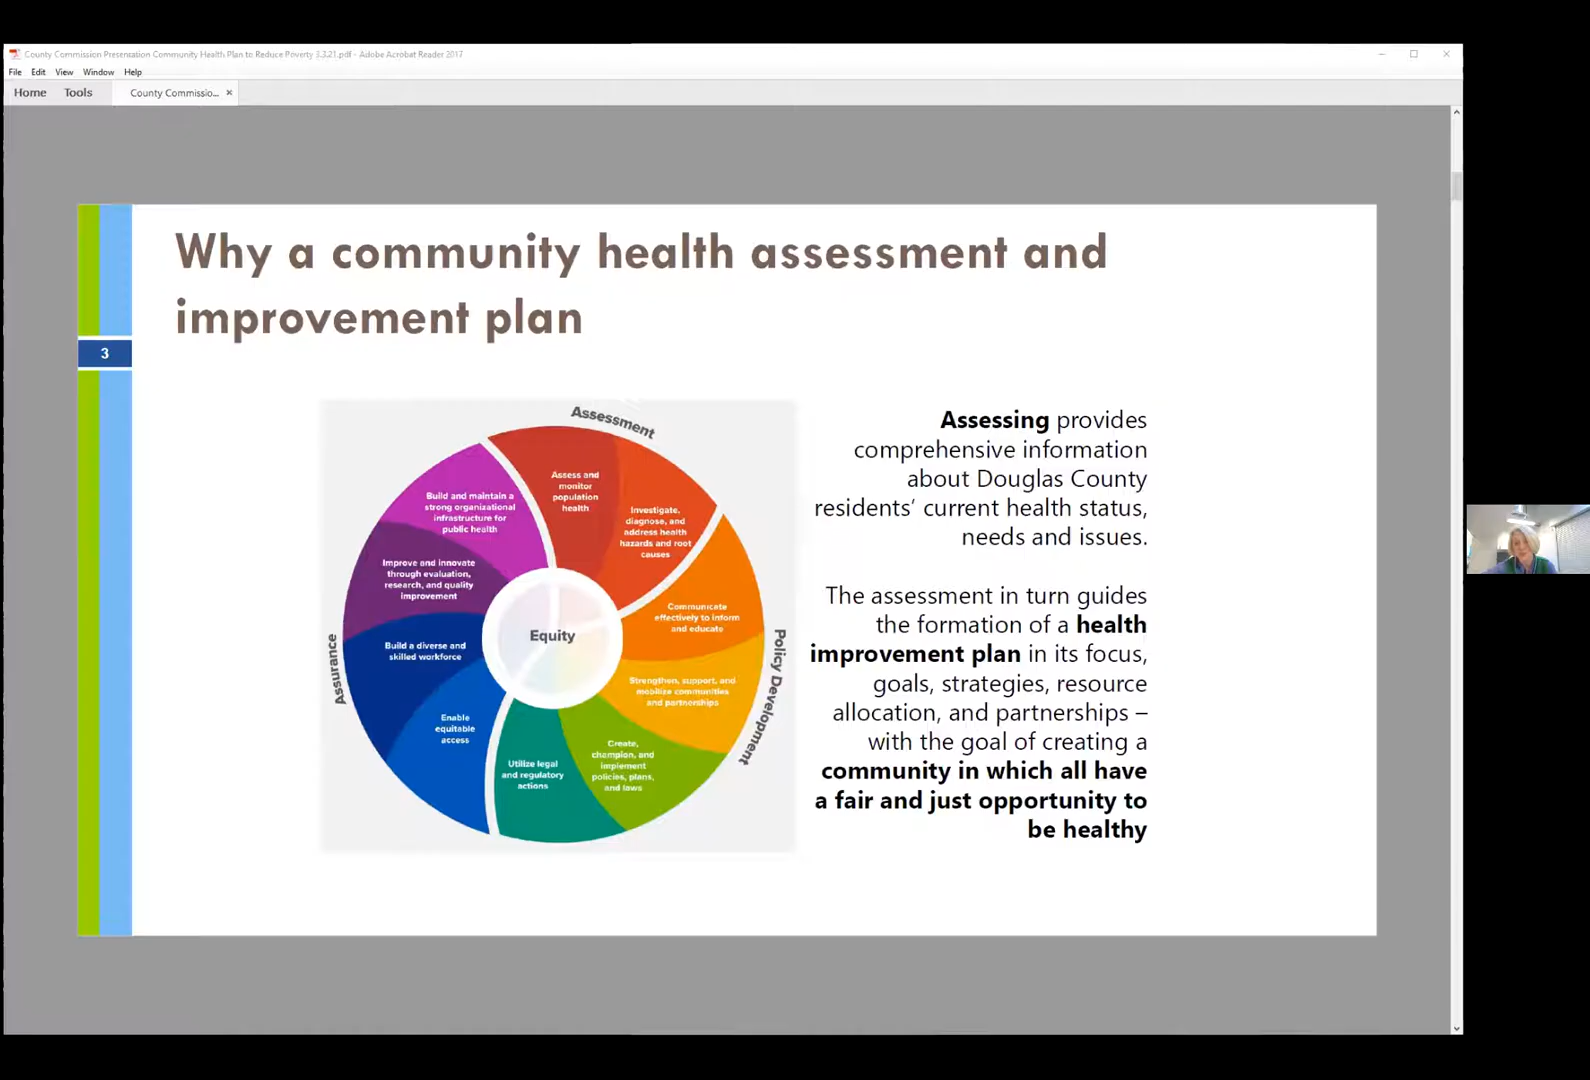 County Commission Presentation Community Health Plan to Reduce Poverty 3.3.21.pdf - Adobe Acrobat Reader 2017
File Edit View Window Help
Home Tools County Commissio... ×
Why a community health assessment and
improvement plan
3
Assessment
Assess and
monitor
population
health
Investigate,
diagnose, and
address health
hazards and root
causes
Policy Development
Communicate
effectively to inform
and educate
Strengthen, support, and
mobilize communities
and partnerships
Create,
champion, and
implement
policies, plans,
and laws
Utilize legal
and regulatory
actions
Assurance
Enable
equitable
access
Build a diverse and
skilled workforce
Improve and innovate
through evaluation,
research, and quality
improvement
Build and maintain a
strong organizational
infrastructure for
public health
Equity
Assessing provides
comprehensive information
about Douglas County
residents’ current health status,
needs and issues.
The assessment in turn guides
the formation of a health
improvement plan in its focus,
goals, strategies, resource
allocation, and partnerships –
with the goal of creating a
community in which all have
a fair and just opportunity to
be healthy